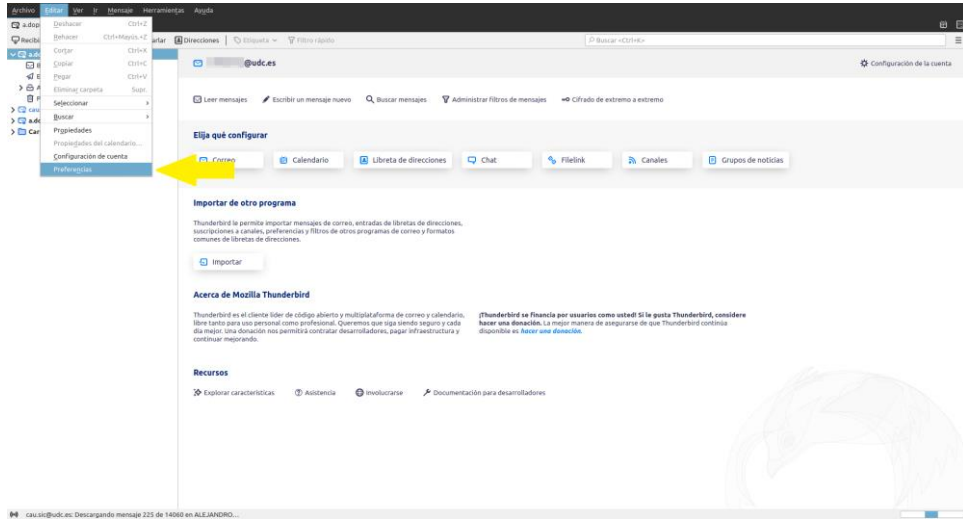 Archivo Editar Ver Ir Mensaje Herramientas Ayuda
a.dop
Deshacer Ctrl+Z
Rehacer Ctrl+Mayús.+Z
Cortar Ctrl+X
Copiar Ctrl+C
Pegar Ctrl+V
Eliminar carpeta Supr.
Seleccionar
Buscar
Propiedades
Propiedades del calendario...
Configuración de cuenta
Preferencias
Recibi
arlar Direcciones Etiqueta Filtro rápido
Buscar <Ctrl+K>
a.do
B
E
A
P
cau
a.do
Car
@udc.es
Configuración de la cuenta
Leer mensajes Escribir un mensaje nuevo Buscar mensajes Administrar filtros de mensajes Cifrado de extremo a extremo
Elija qué configurar
Correo Calendario Libreta de direcciones Chat Filelink Canales Grupos de noticias
Importar de otro programa
Thunderbird le permite importar mensajes de correo, entradas de libretas de direcciones,
suscripciones a canales, preferencias y filtros de otros programas de correo y formatos
comunes de libretas de direcciones.
Importar
Acerca de Mozilla Thunderbird
Thunderbird es el cliente líder de código abierto y multiplataforma de correo y calendario,
libre tanto para uso personal como profesional. Queremos que siga siendo seguro y cada
día mejor. Una donación nos permitirá contratar desarrolladores, pagar infraestructura y
continuar mejorando.
¡Thunderbird se financia por usuarios como usted! Si le gusta Thunderbird, considere
hacer una donación. La mejor manera de asegurarse de que Thunderbird continúa
disponible es hacer una donación.
Recursos
Explorar características Asistencia Involucrarse Documentación para desarrolladores
cau.sic@udc.es: Descargando mensaje 225 de 14060 en ALEJANDRO...